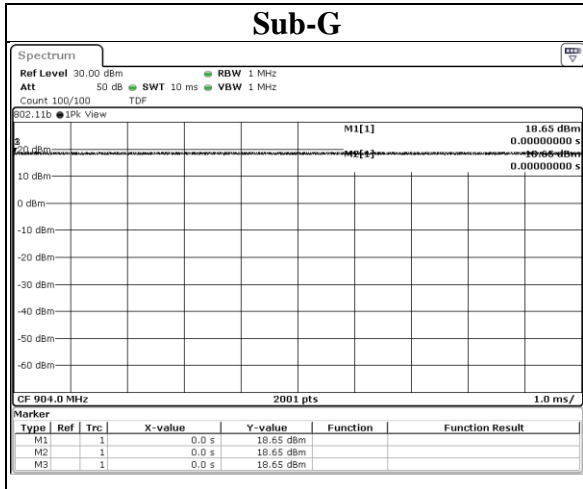 Sub-G
Spectrum
Ref Level 30.00 dBm RBW 1 MHz
Att 50 dB SWT 10 ms VBW 1 MHz
Count 100/100 TDF
802.11b 1Pk View
M1[1] 18.65 dBm
0.00000000 s
20 dBm M2[1] 18.65 dBm
0.00000000 s
10 dBm
0 dBm
-10 dBm
-20 dBm
-30 dBm
-40 dBm
-50 dBm
-60 dBm
CF 904.0 MHz 2001 pts 1.0 ms/
Marker
Type Ref Trc X-value Y-value Function Function Result
M1 1 0.0 s 18.65 dBm
M2 1 0.0 s 18.65 dBm
M3 1 0.0 s 18.65 dBm